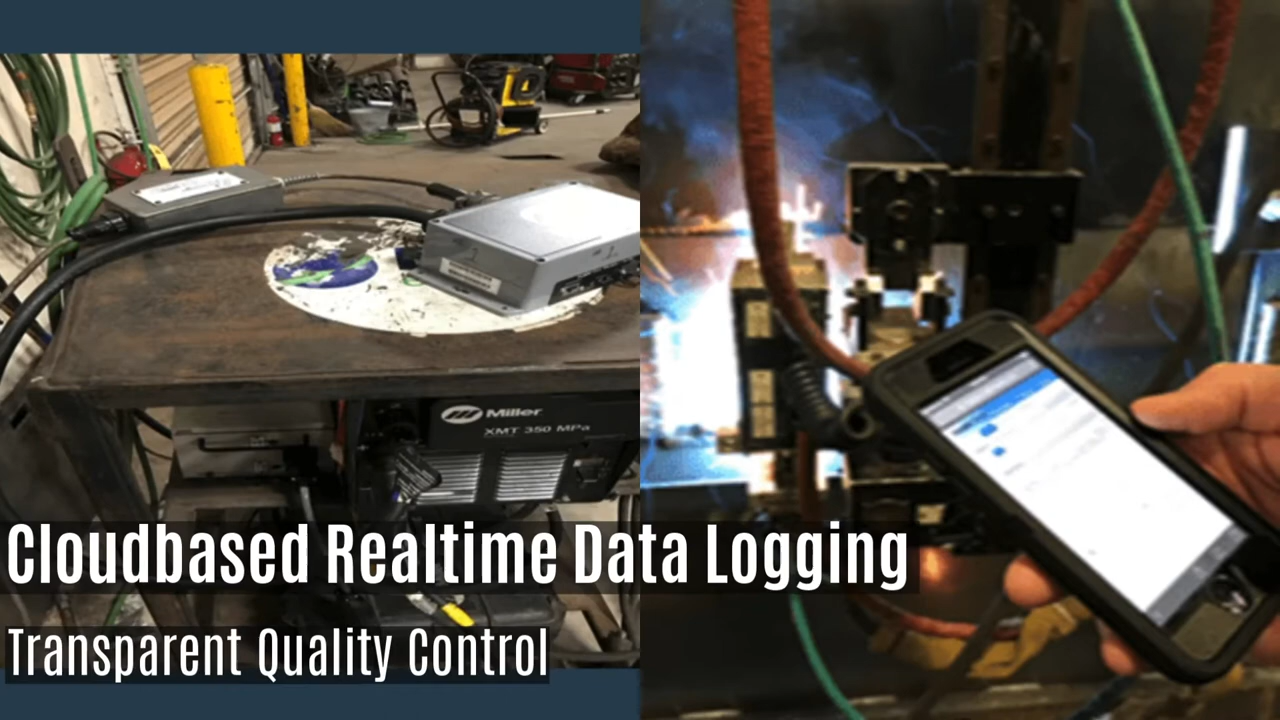 Miller
XMT 350 MPa
Cloudbased Realtime Data Logging
Transparent Quality Control